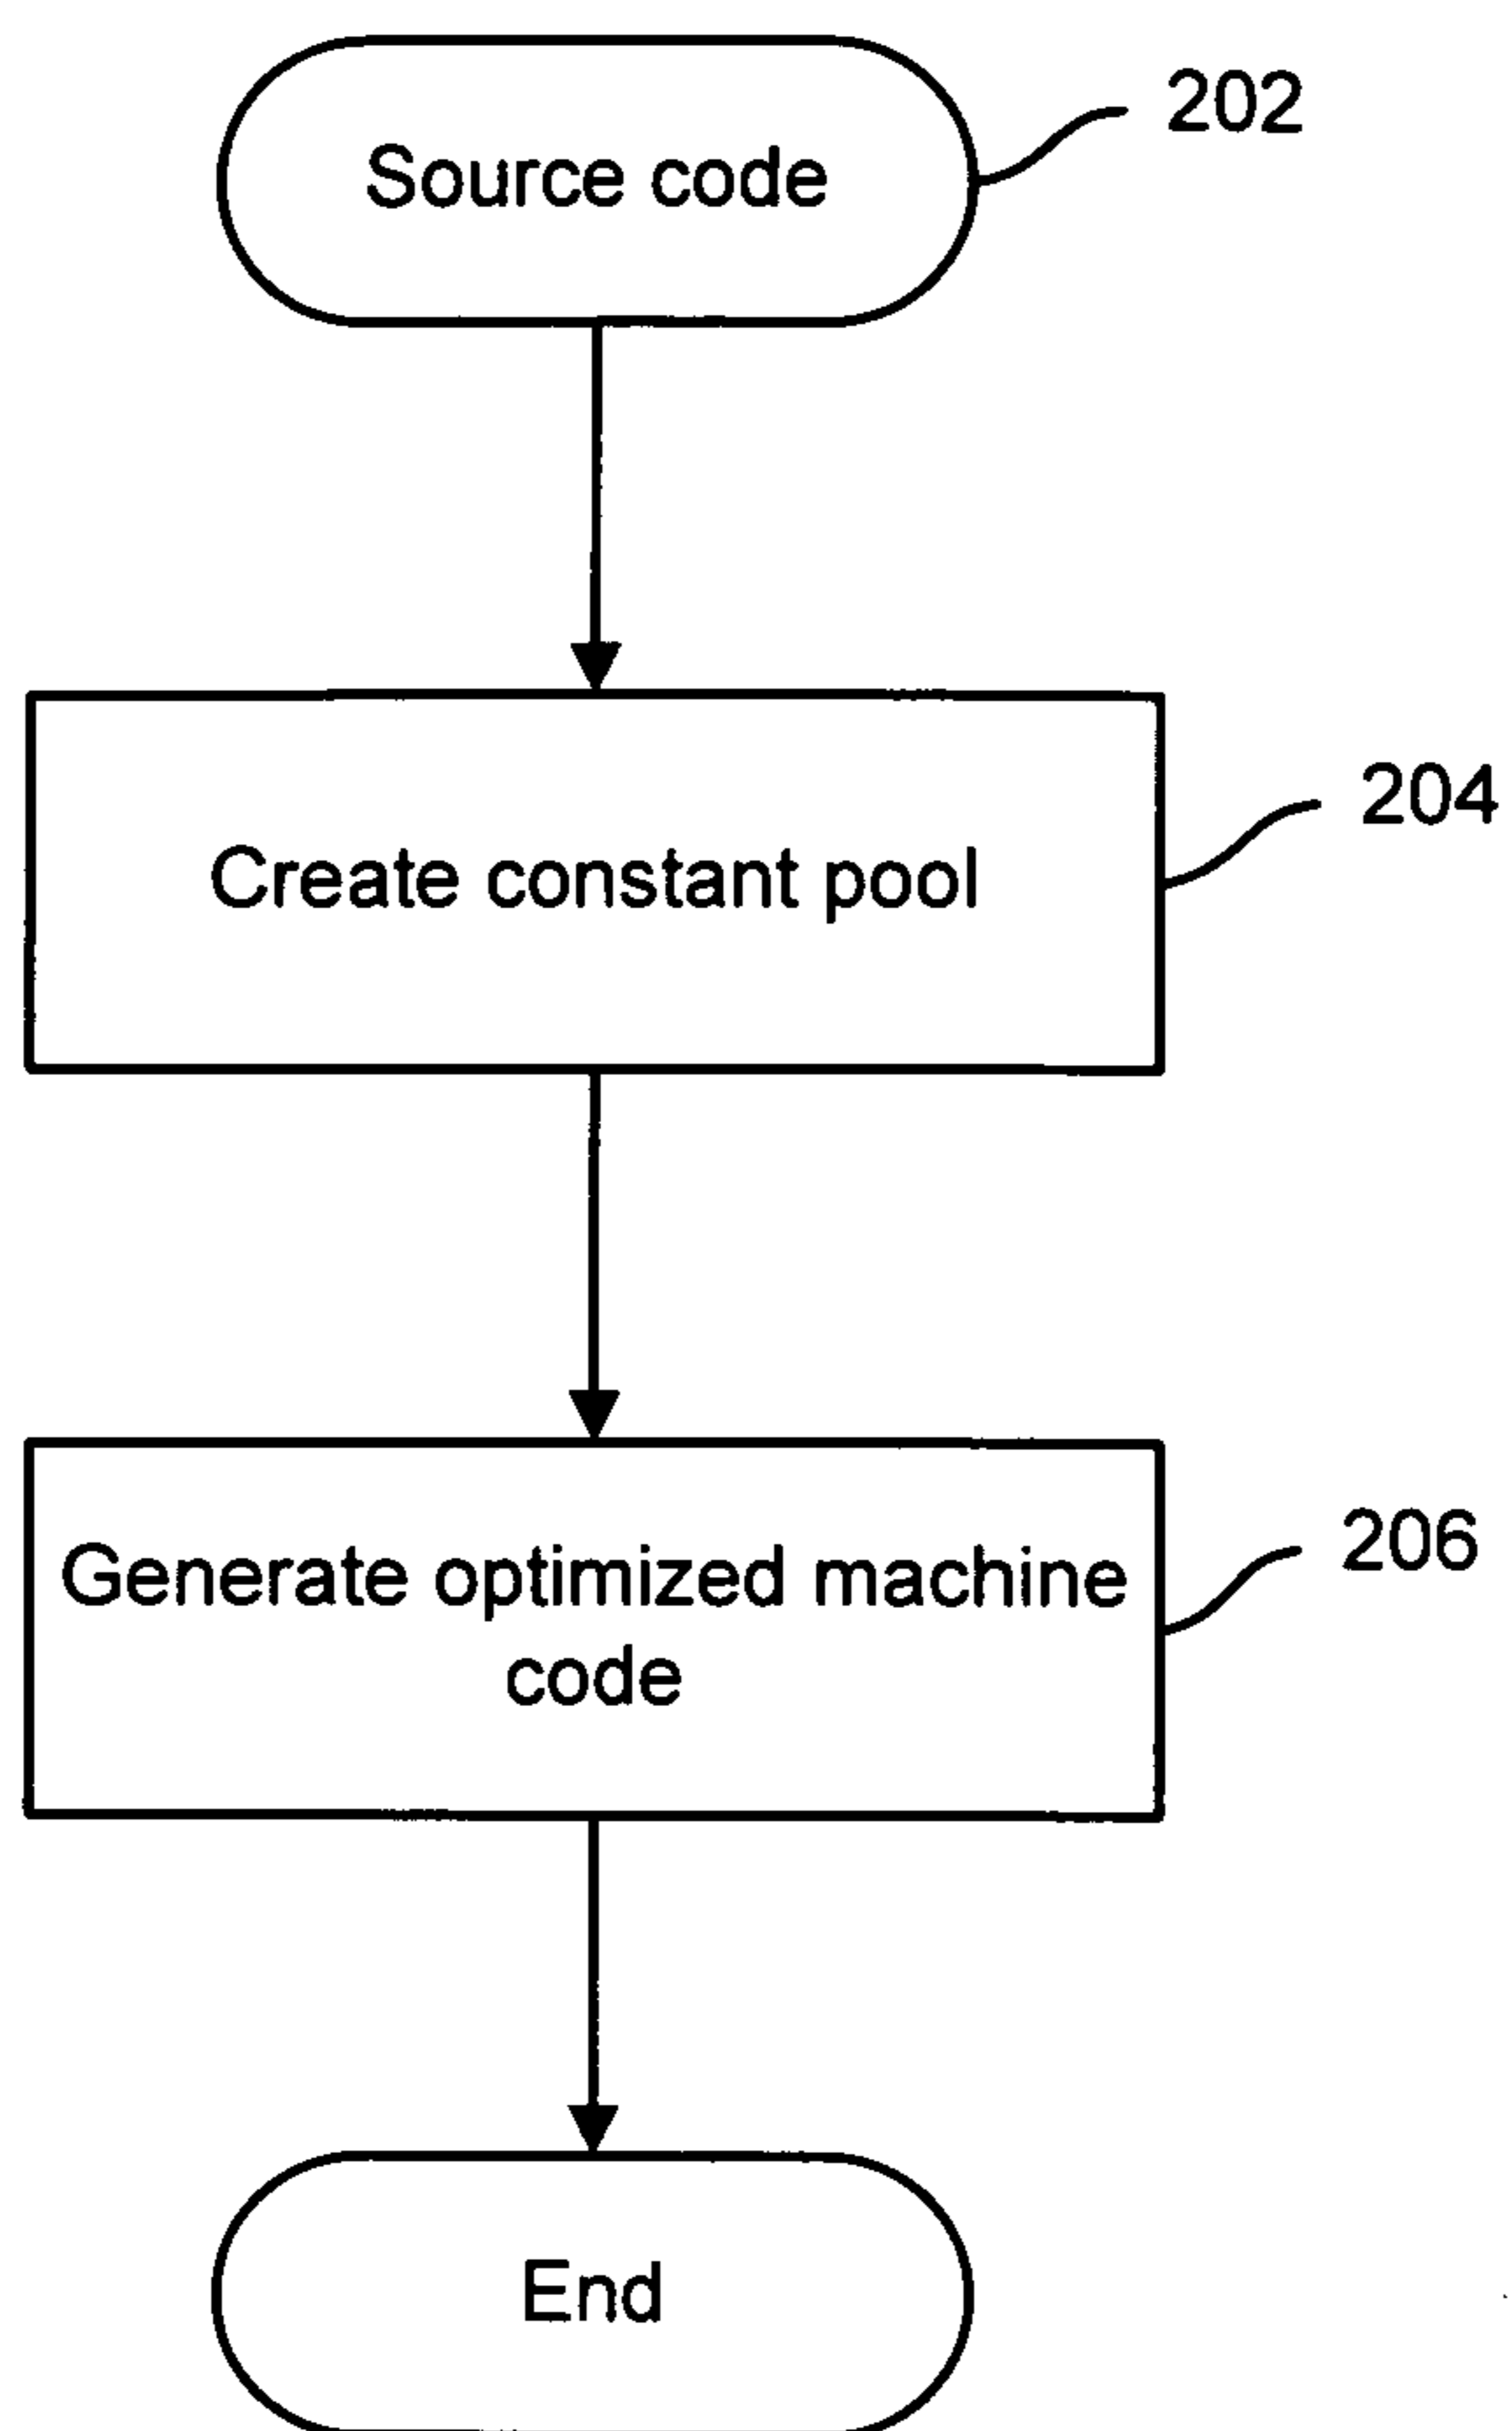 Source code
202
Create constant pool
204
Generate optimized machine
code
206
End